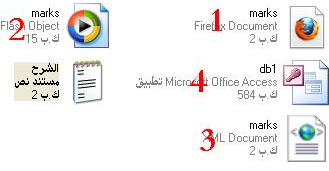 1
marks
Firefox Document
2 ك.ب
2
marks
Flash Object
15 ك.ب
4
db1
تطبيق Microsoft Office Access
584 ك.ب
الشرح
مستند نص
2 ك.ب
3
marks
XML Document
2 ك.ب